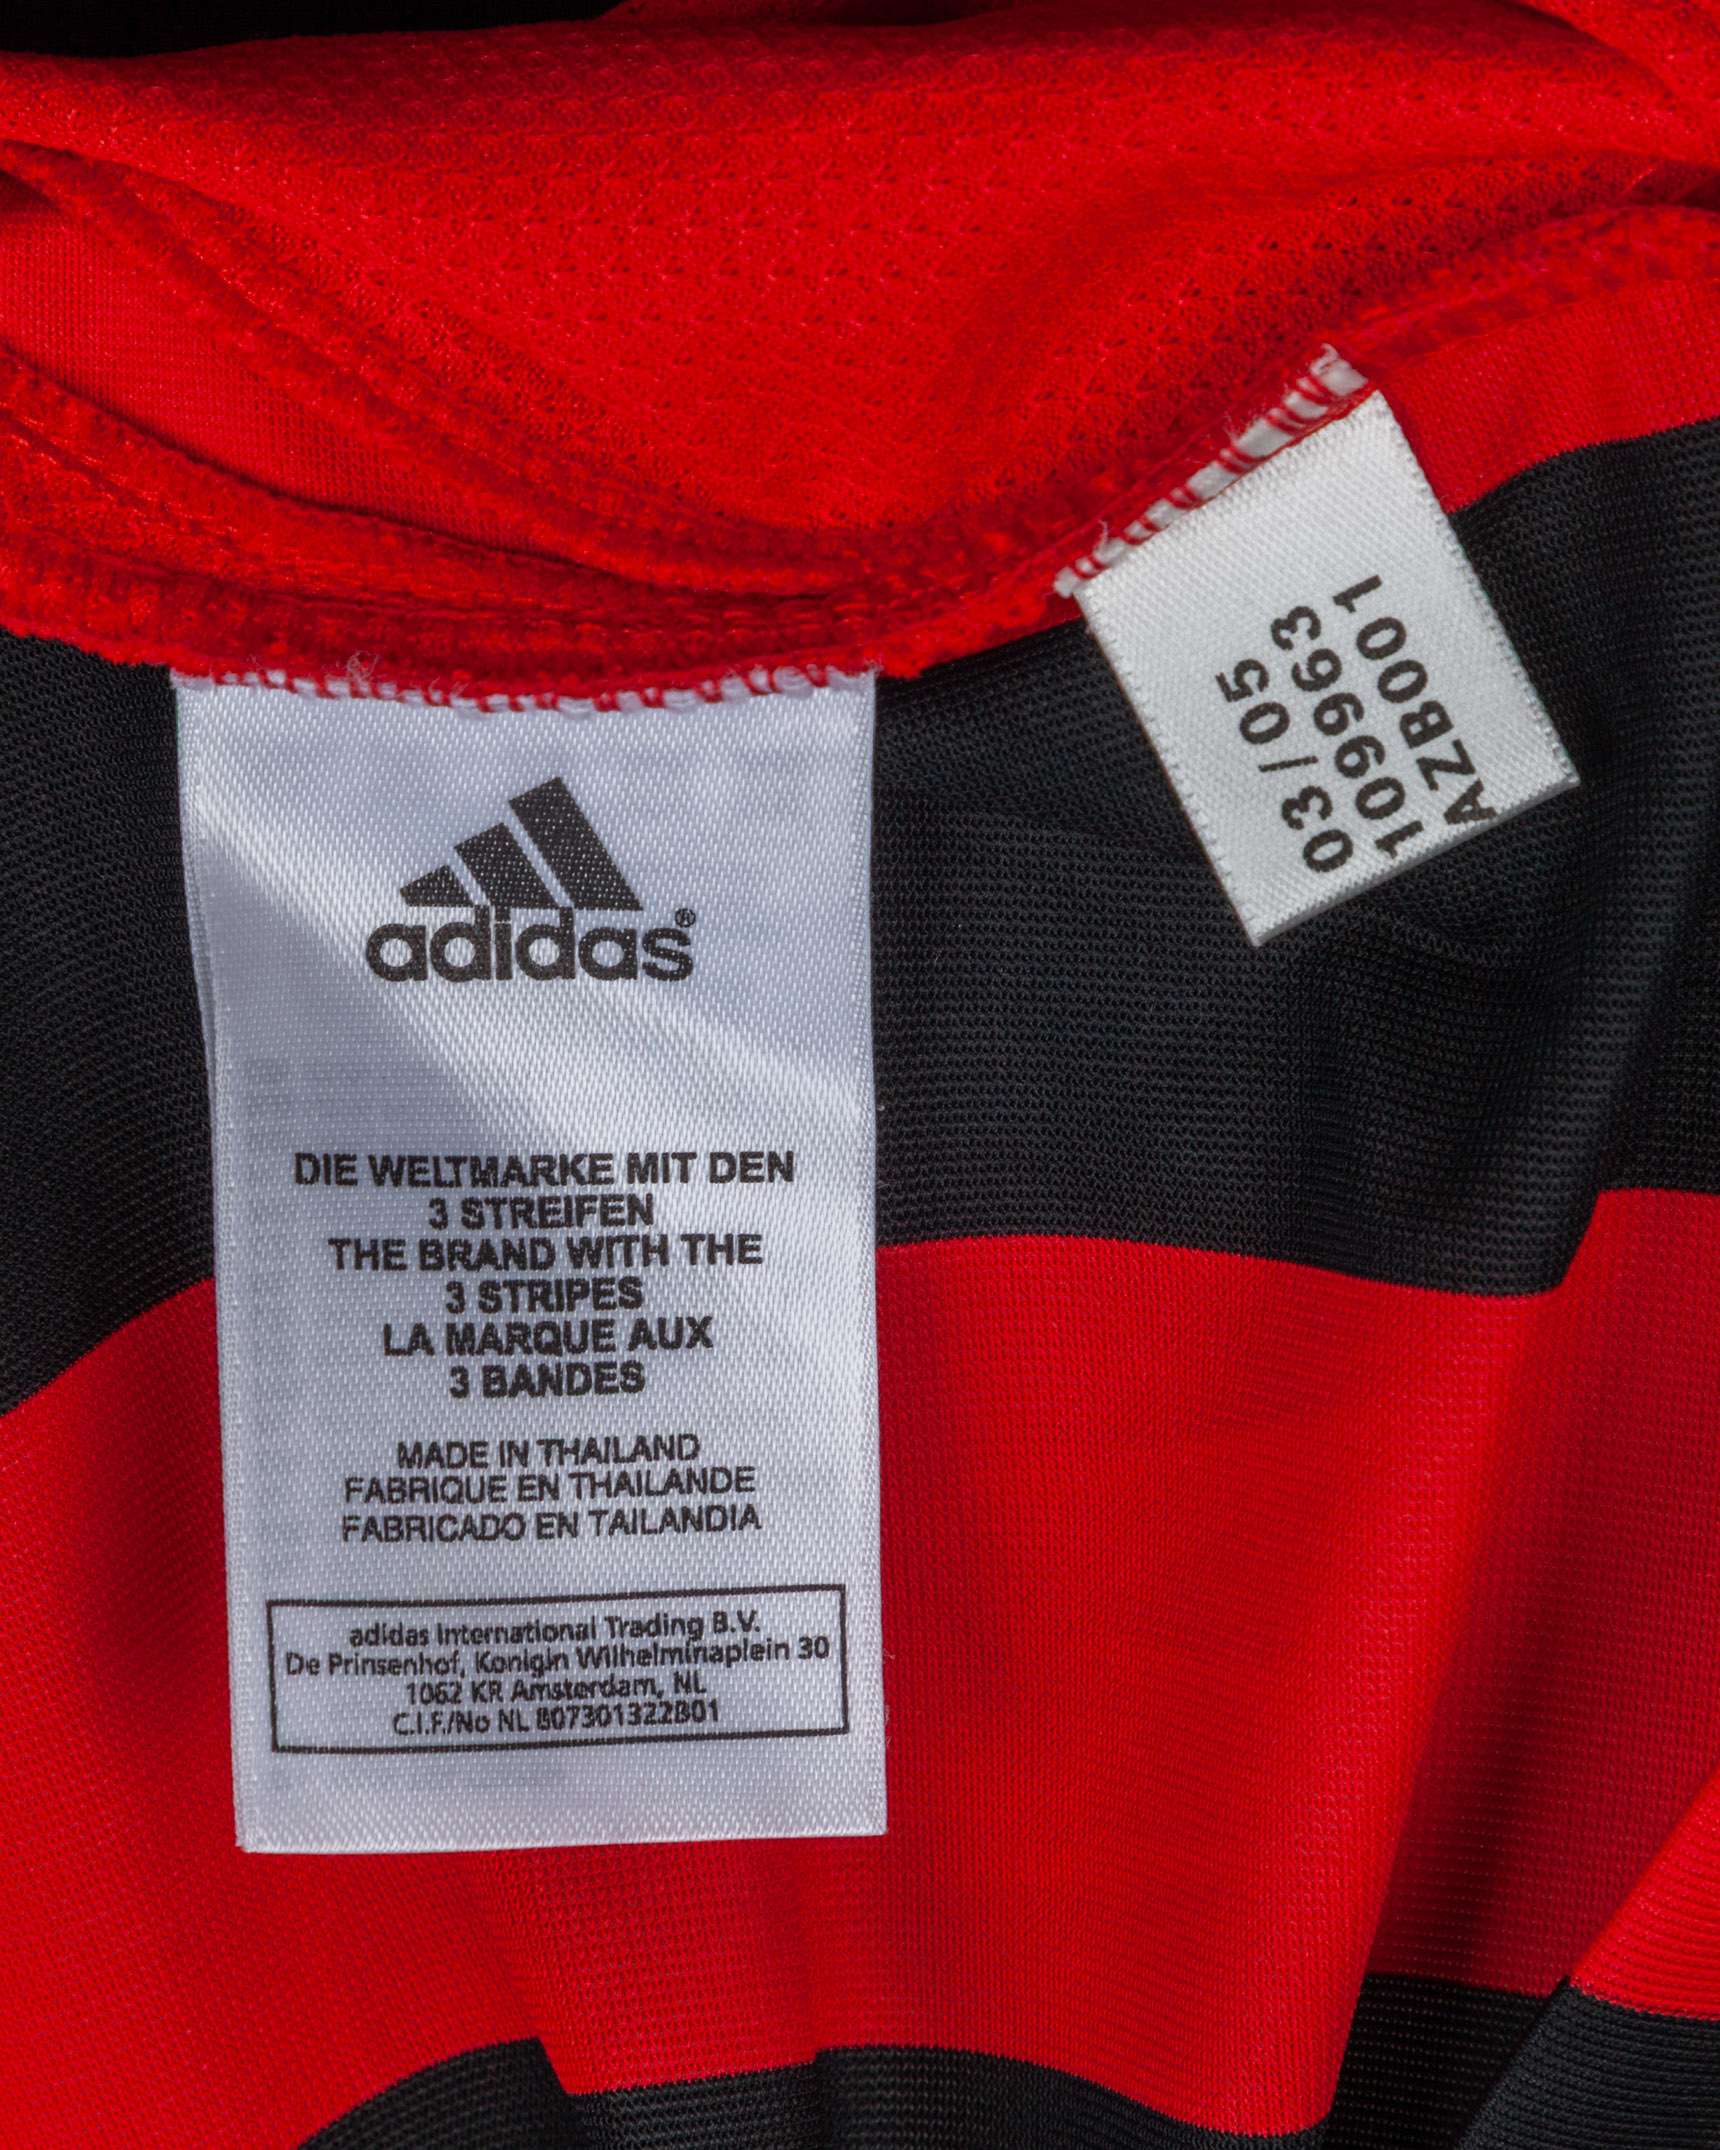 adidas®
DIE WELTMARKE MIT DEN
3 STREIFEN
THE BRAND WITH THE
3 STRIPES
LA MARQUE AUX
3 BANDES
MADE IN THAILAND
FABRIQUE EN THAILANDE
FABRICADO EN TAILANDIA
adidas International Trading B.V.
De Prinsenhof, Konigin Wilhelminaplein 30
1062 KR Amsterdam, NL
C.I.F./No NL B07301322B01
03/05
109963
AZB001